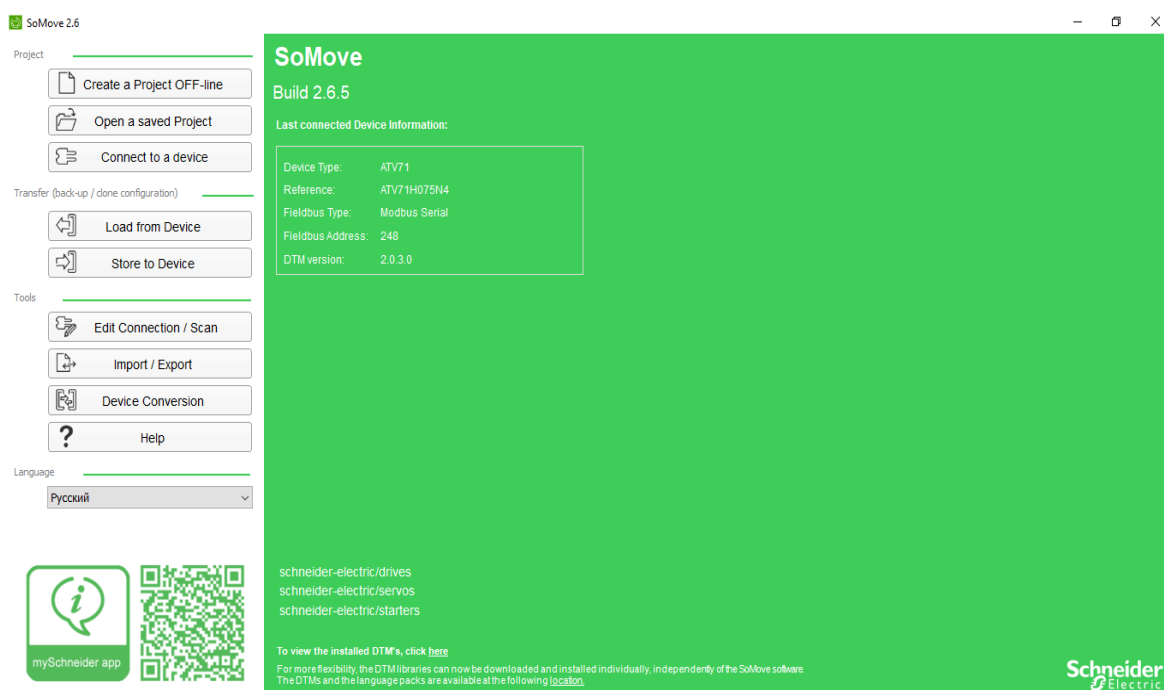 SoMove 2.6
Project
Create a Project OFF-line
Open a saved Project
Connect to a device
Transfer (back-up / clone configuration)
Load from Device
Store to Device
Tools
Edit Connection / Scan
Import / Export
Device Conversion
? Help
Language
Русский
mySchneider app
SoMove
Build 2.6.5
Last connected Device Information:
Device Type: ATV71
Reference: ATV71H075N4
Fieldbus Type: Modbus Serial
Fieldbus Address: 248
DTM version: 2.0.3.0
schneider-electric/drives
schneider-electric/servos
schneider-electric/starters
To view the installed DTM's, click here
For more flexibility, the DTM libraries can now be downloaded and installed individually, independently of the SoMove software.
The DTMs and the language packs are available at the following location.
Schneider
Electric